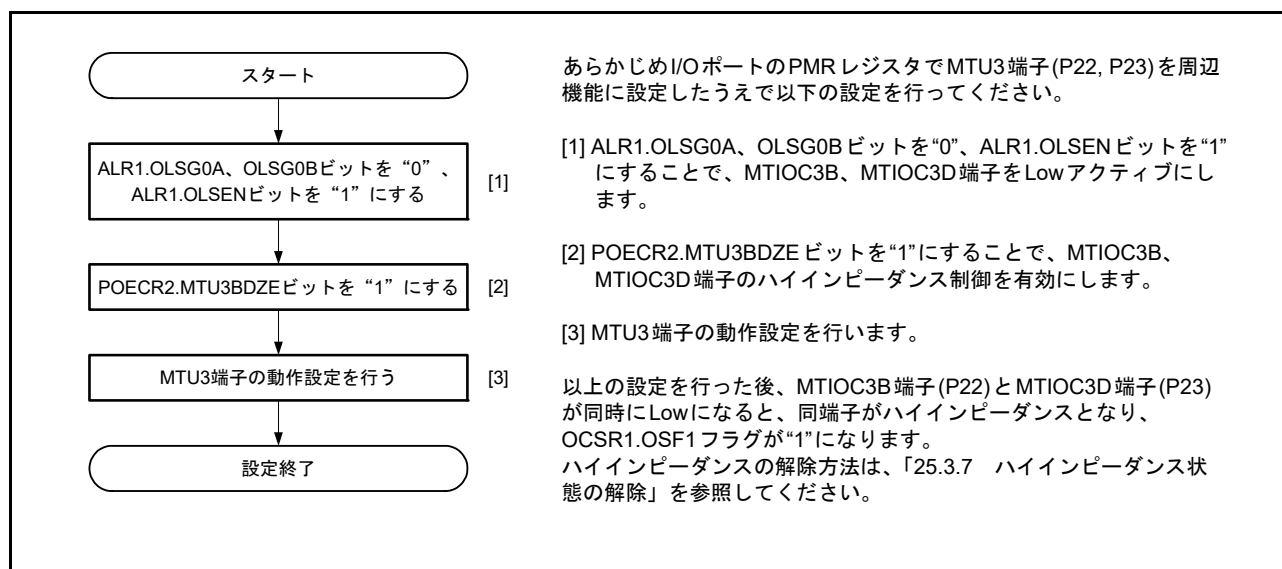 スタート
ALR1.OLSG0A、OLSG0Bビットを“0”、
ALR1.OLSENビットを“1”にする
[1]
POECR2.MTU3BDZEビットを“1”にする
[2]
MTU3端子の動作設定を行う
[3]
設定終了
あらかじめI/OポートのPMRレジスタでMTU3端子(P22, P23)を周辺
機能に設定したうえで以下の設定を行ってください。
[1] ALR1.OLSG0A、OLSG0Bビットを“0”、ALR1.OLSENビットを“1”
にすることで、MTIOC3B、MTIOC3D端子をLowアクティブにし
ます。
[2] POECR2.MTU3BDZEビットを“1”にすることで、MTIOC3B、
MTIOC3D端子のハイインピーダンス制御を有効にします。
[3] MTU3端子の動作設定を行います。
以上の設定を行った後、MTIOC3B端子(P22)とMTIOC3D端子(P23)
が同時にLowになると、同端子がハイインピーダンスとなり、
OCSR1.OSF1フラグが“1”になります。
ハイインピーダンスの解除方法は、「25.3.7 ハイインピーダンス状
態の解除」を参照してください。